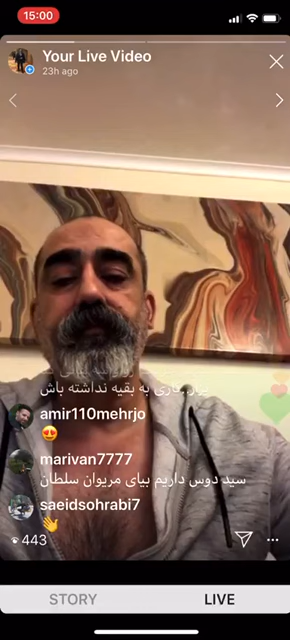 15:00
Your Live Video
23h ago
کاری به بقیه نداشته باش
amir110mehrjo
😍
marivan7777
سید دوس داریم بیای مریوان سلطان
saeidsohrabi7
👋
443
STORY
LIVE